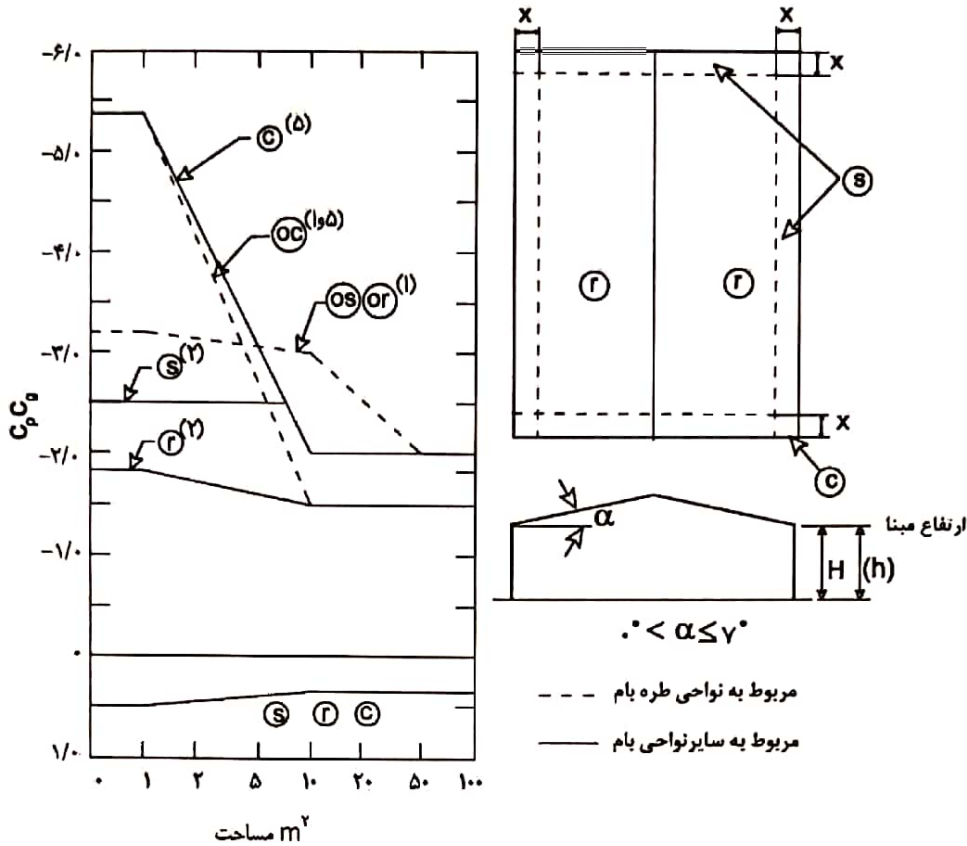 -۶/۰
-۵/۰
-۴/۰
-۳/۰
-۲/۰
-۱/۰
۰
۱/۰
CpCg
۰ ۱ ۲ ۵ ۱۰ ۲۰ ۵۰ ۱۰۰
مساحت m۲
c (۵)
oc (۱و۵)
os or (۱)
s (۲)
r (۲)
s r c
x x
x
s
r r
x
c
ارتفاع مبنا
α
H (h)
۰° < α ≤ ۷°
مربوط به نواحی طره بام
مربوط به سایرنواحی بام